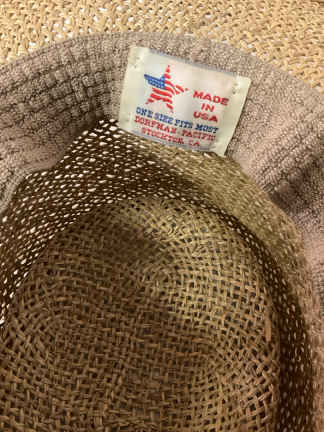 MADE
IN
USA
ONE SIZE FITS MOST
DORFMAN-PACIFIC
STOCKTON, CA.